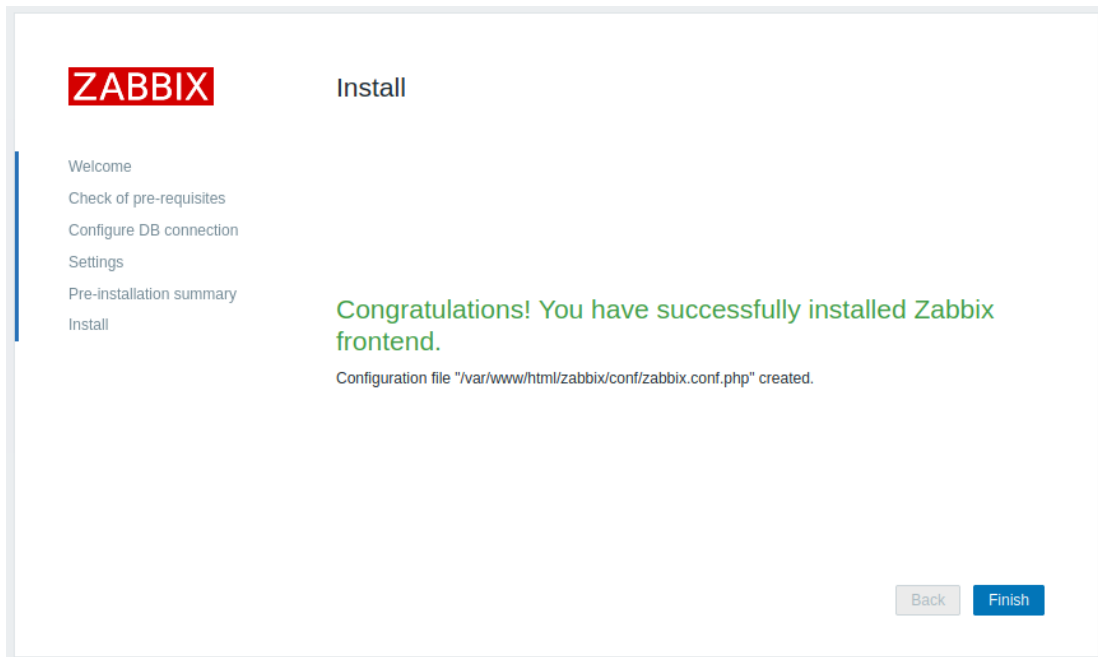 ZABBIX
Install
Welcome
Check of pre-requisites
Configure DB connection
Settings
Pre-installation summary
Install
Congratulations! You have successfully installed Zabbix
frontend.
Configuration file "/var/www/html/zabbix/conf/zabbix.conf.php" created.
Back
Finish